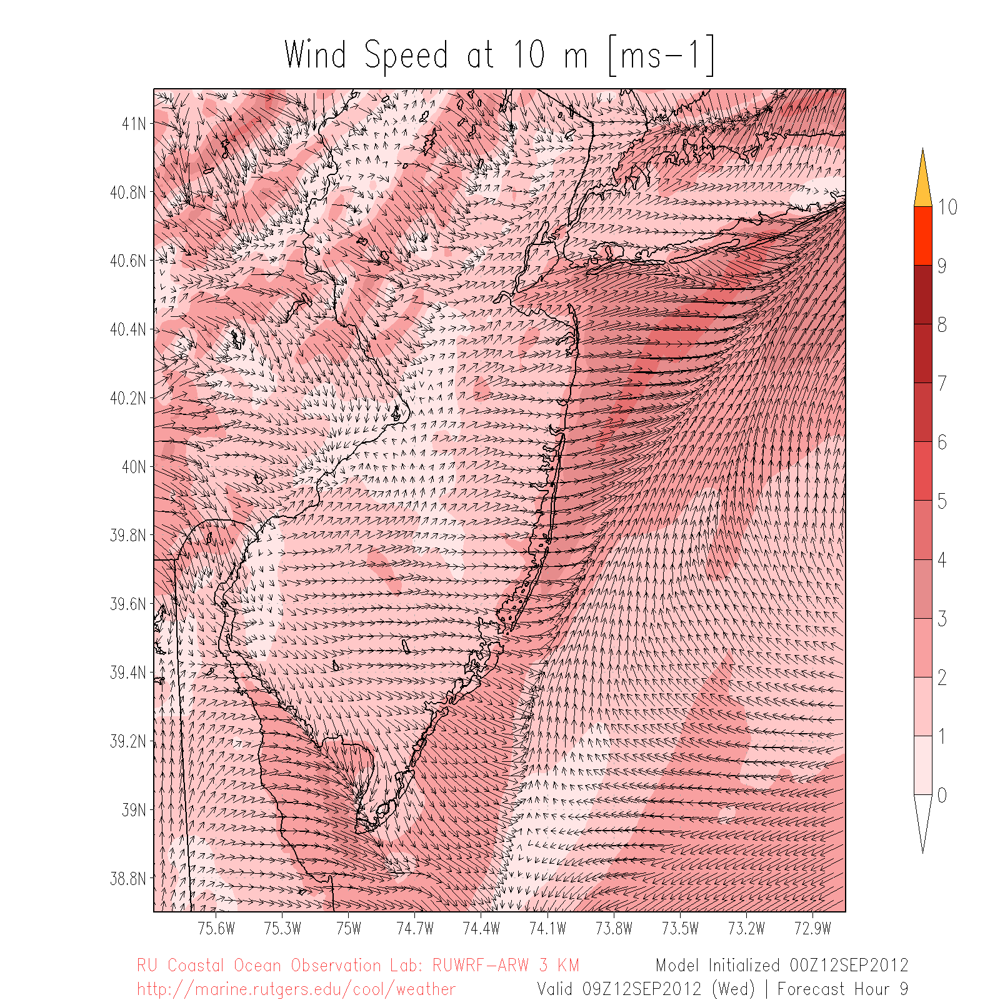 Wind Speed at 10 m [ms-1]
41N
40.8N
40.6N
40.4N
40.2N
40N
39.8N
39.6N
39.4N
39.2N
39N
38.8N
75.6W 75.3W 75W 74.7W 74.4W 74.1W 73.8W 73.5W 73.2W 72.9W
10
9
8
7
6
5
4
3
2
1
0
RU Coastal Ocean Observation Lab: RUWRF-ARW 3 KM
http://marine.rutgers.edu/cool/weather
Model Initialized 00Z12SEP2012
Valid 09Z12SEP2012 (Wed) | Forecast Hour 9